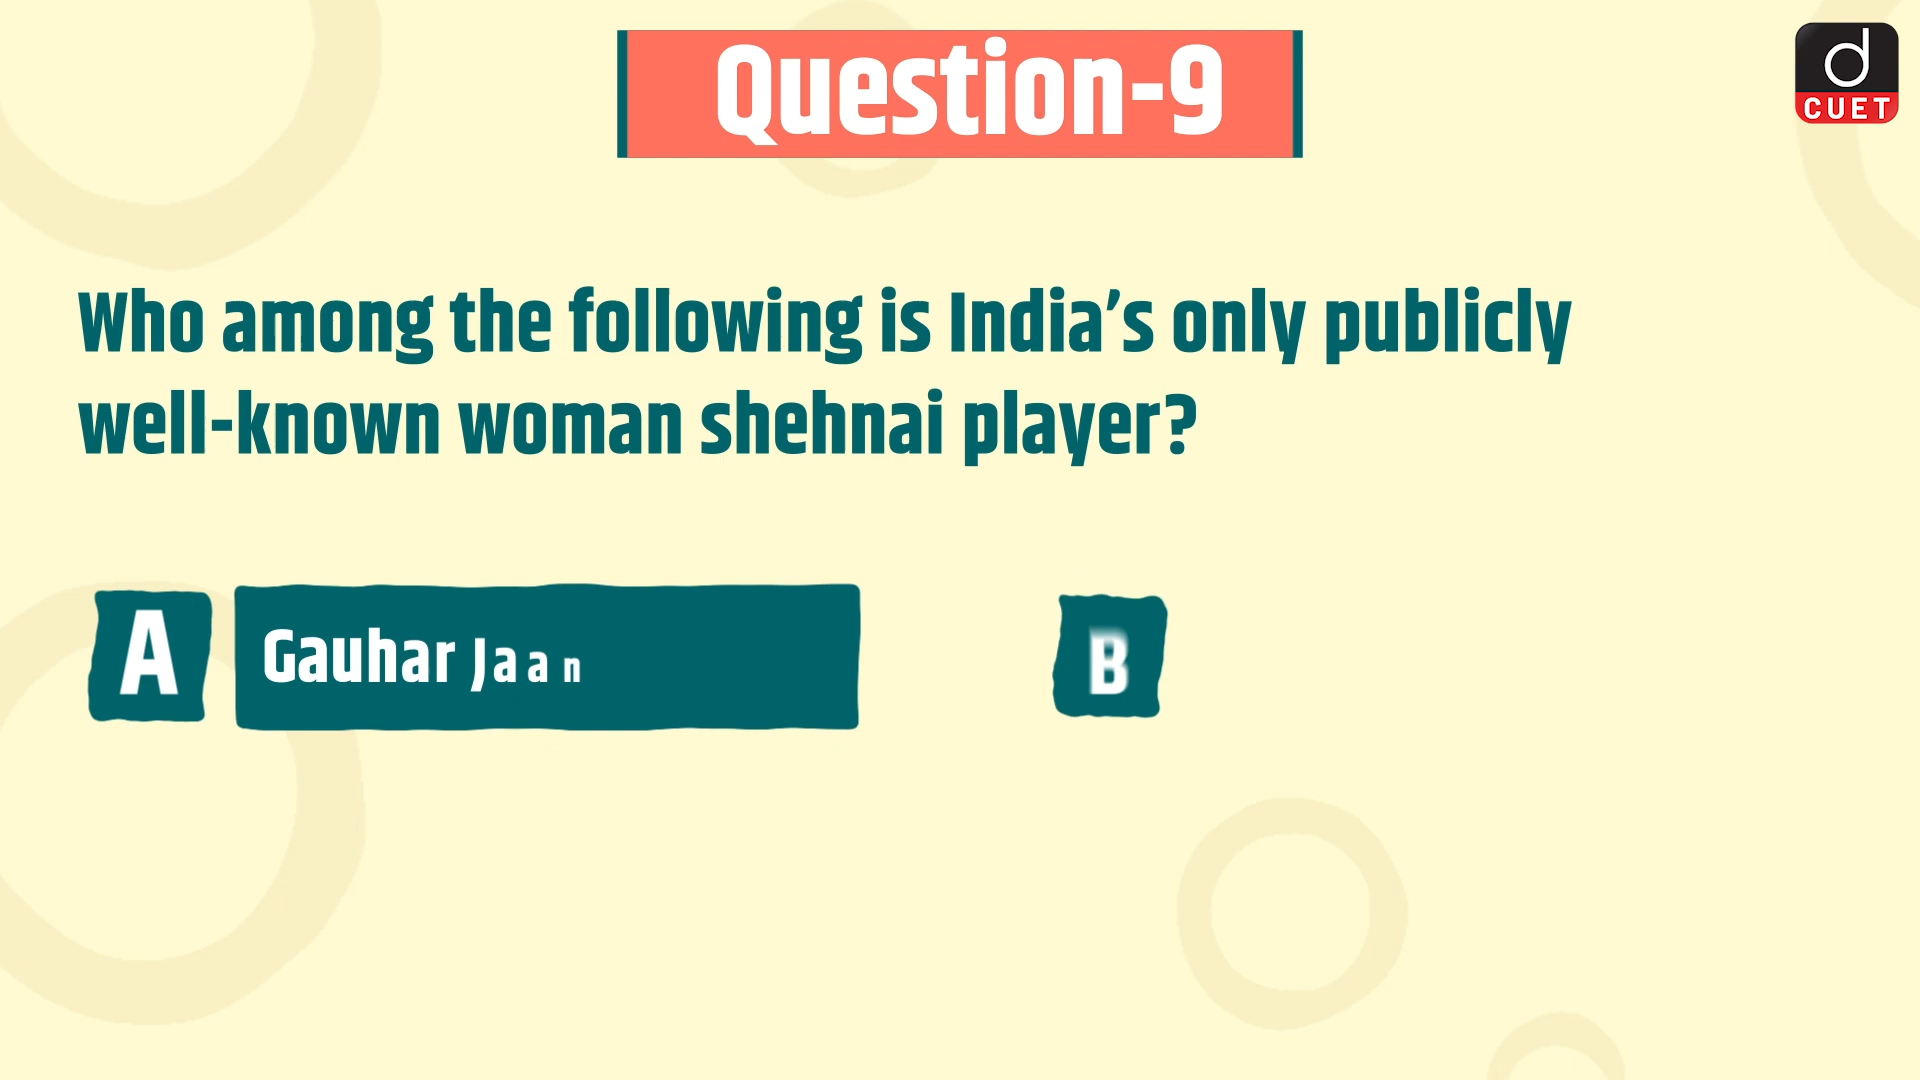 Question-9
d
CUET
Who among the following is India’s only publicly
well-known woman shehnai player?
A Gauhar Jaan
B